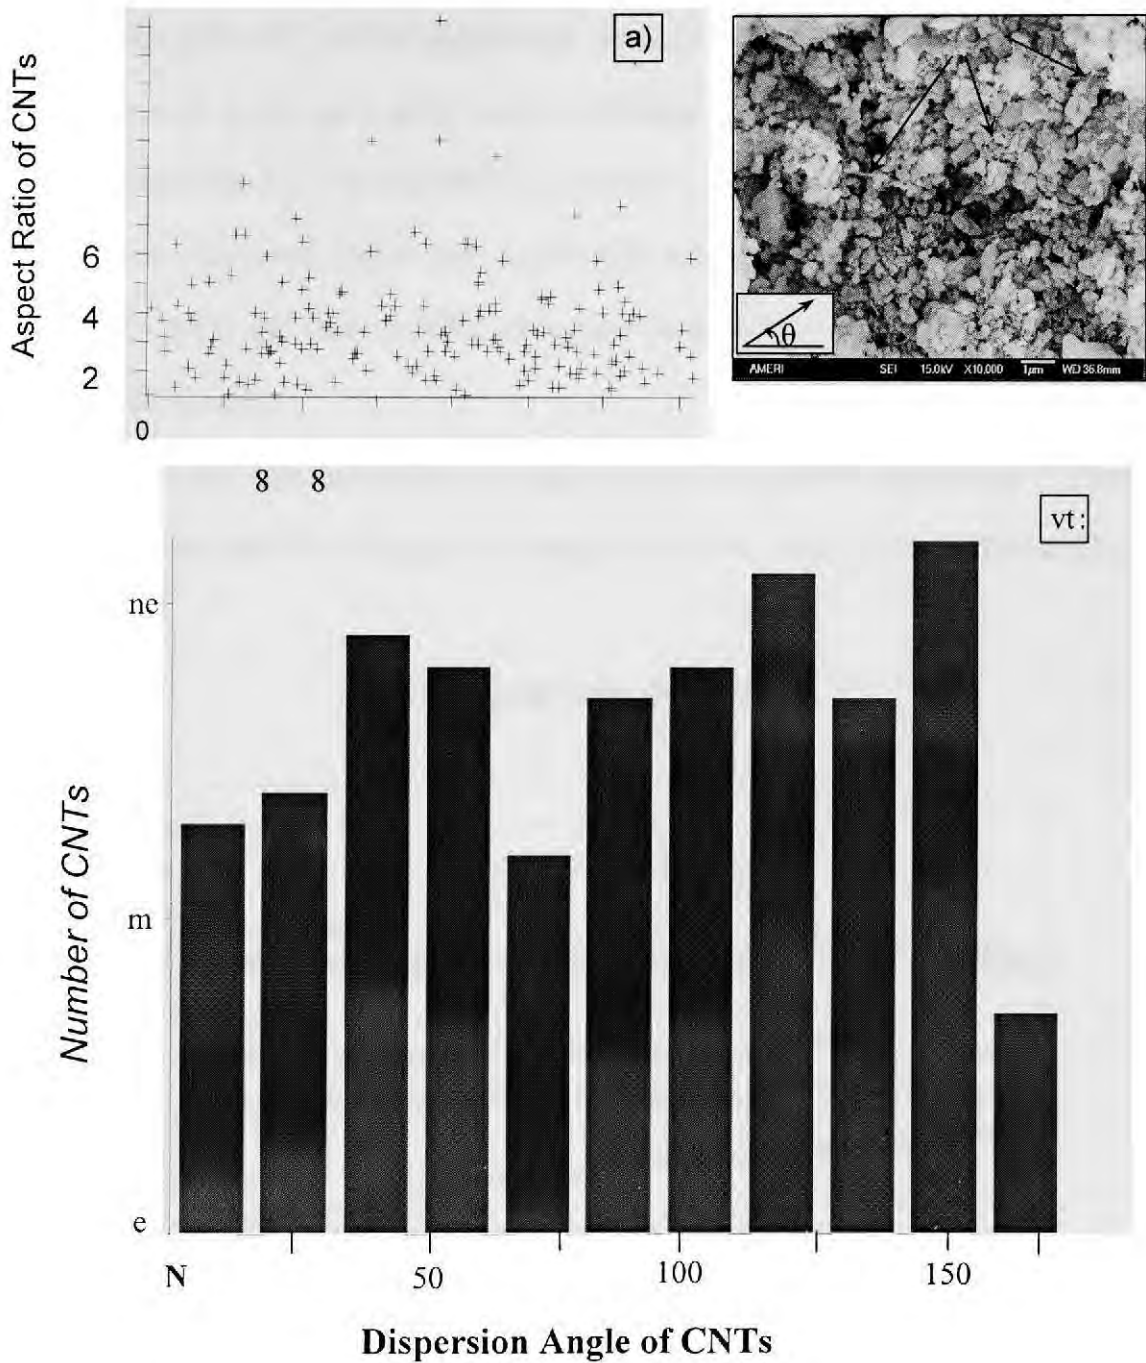 Aspect Ratio of CNTs
6
4
2
0
a)
θ
AMERI SEI 15.0kV X10,000 1μm WD 36.8mm
8 8
vt:
Number of CNTs
ne
m
e
N 50 100 150
Dispersion Angle of CNTs